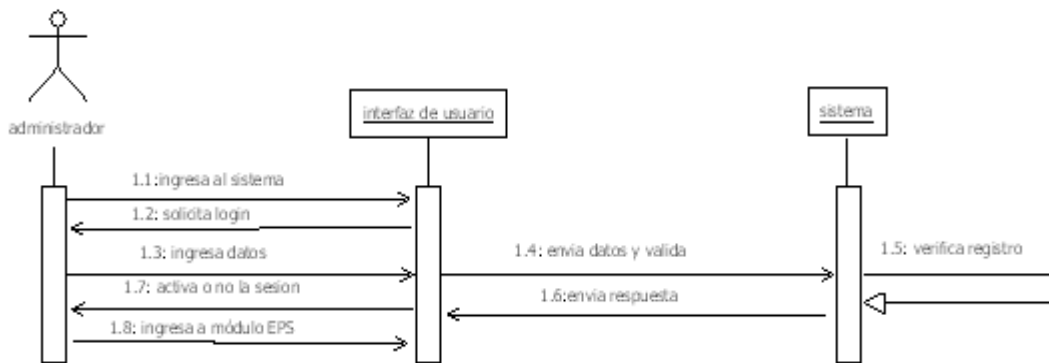 administrador
interfaz de usuario
sistema
1.1:ingresa al sistema
1.2: solicita login
1.3: ingresa datos
1.4: envia datos y valida
1.5: verifica registro
1.7: activa o no la sesion
1.6:envia respuesta
1.8: ingresa a módulo EPS